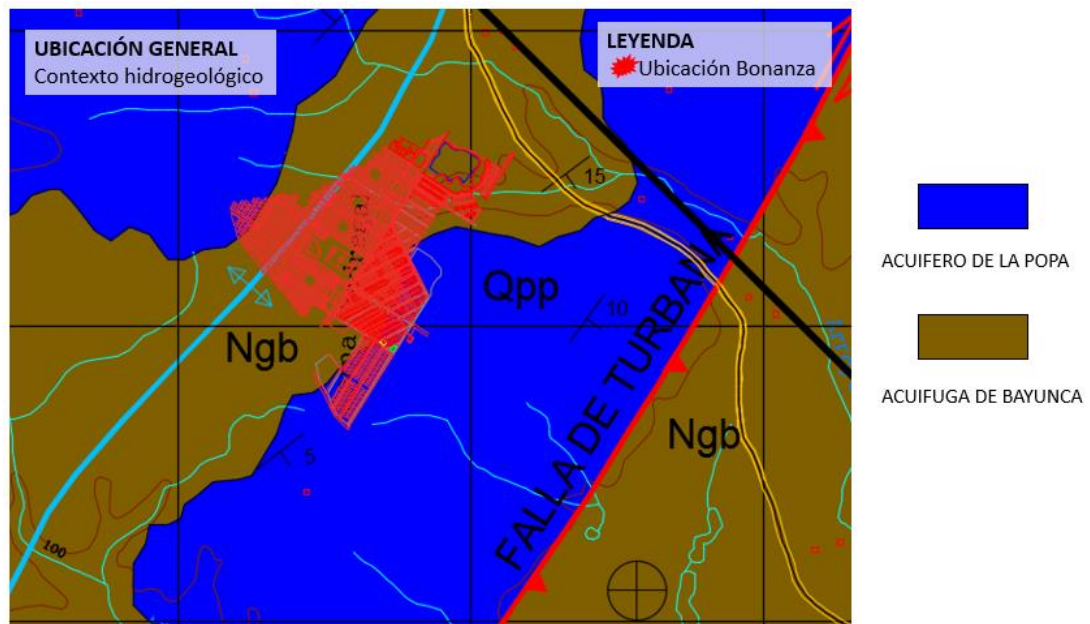 UBICACIÓN GENERAL
Contexto hidrogeológico
LEYENDA
Ubicación Bonanza
15
Qpp
10
Ngb
FALLA DE TURBANA
Ngb
5
100
ACUIFERO DE LA POPA
ACUIFUGA DE BAYUNCA